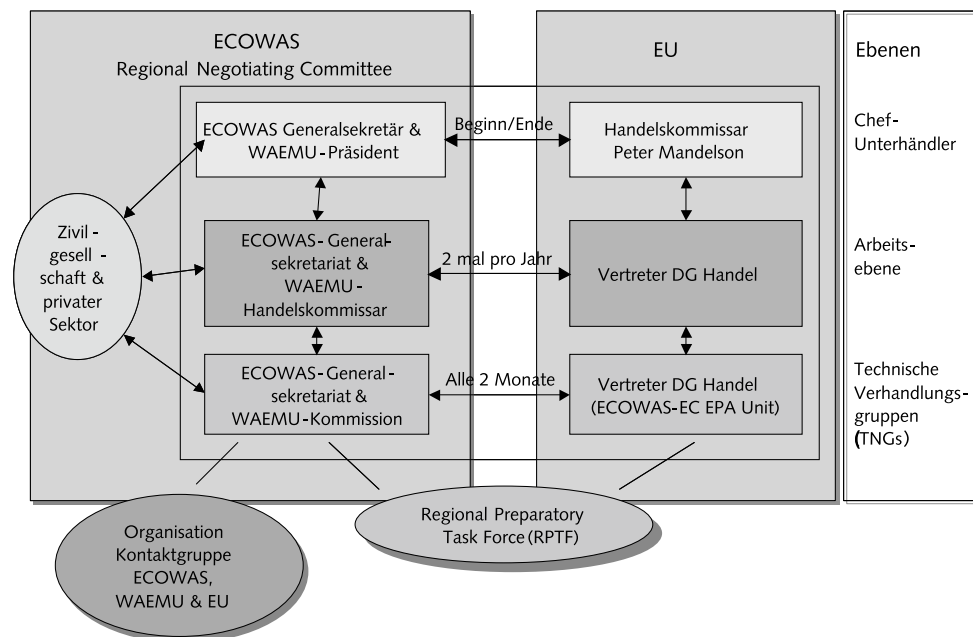 ECOWAS
Regional Negotiating Committee
EU
Ebenen
ECOWAS Generalsekretär &
WAEMU-Präsident
Beginn/Ende
Handelskommissar
Peter Mandelson
Chef-
Unterhändler
Zivil-
gesell-
schaft &
privater
Sektor
ECOWAS-General-
sekretariat &
WAEMU-
Handelskommissar
2 mal pro Jahr
Vertreter DG Handel
Arbeits-
ebene
ECOWAS-General-
sekretariat &
WAEMU-Kommission
Alle 2 Monate
Vertreter DG Handel
(ECOWAS-EC EPA Unit)
Technische
Verhandlungs-
gruppen
(TNGs)
Organisation
Kontaktgruppe
ECOWAS,
WAEMU & EU
Regional Preparatory
Task Force (RPTF)